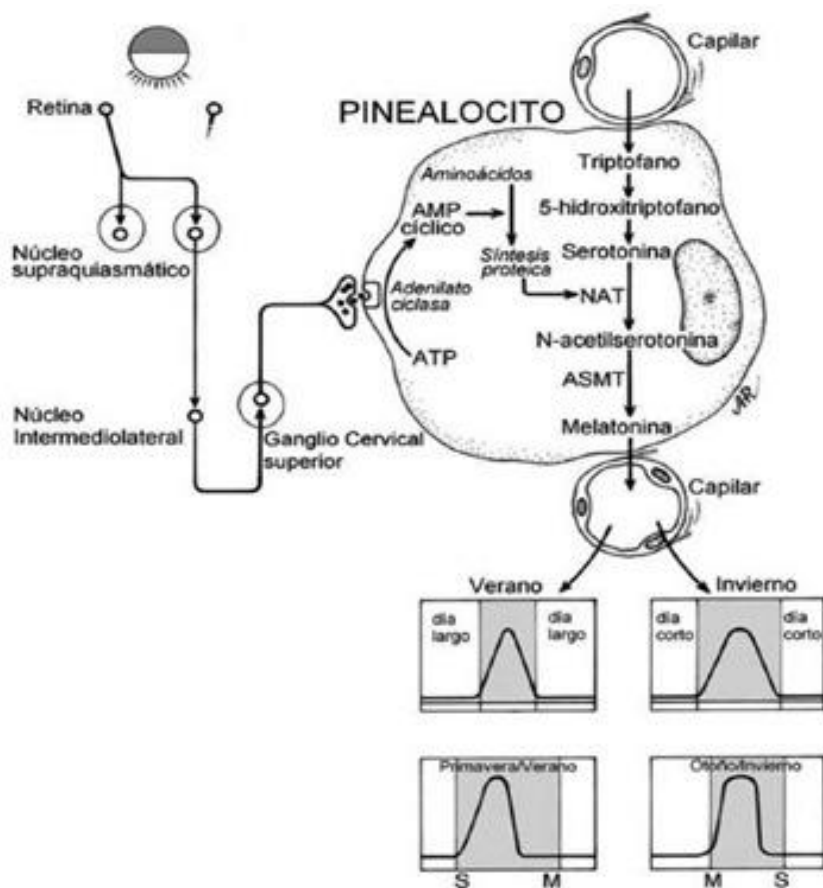 Capilar
Retina
PINEALOCITO
Triptofano
Aminoácidos
5-hidroxitriptofano
AMP
cíclico
Serotonina
Núcleo
supraquiasmático
Síntesis
proteica
Adenilato
ciclasa
NAT
N-acetilserotonina
ATP
ASMT
AR
Núcleo
Intermediolateral
Ganglio Cervical
superior
Melatonina
Capilar
Verano
Invierno
día
largo
día
largo
día
corto
día
corto
Primavera/Verano
Otoño/Invierno
S
M
M
S